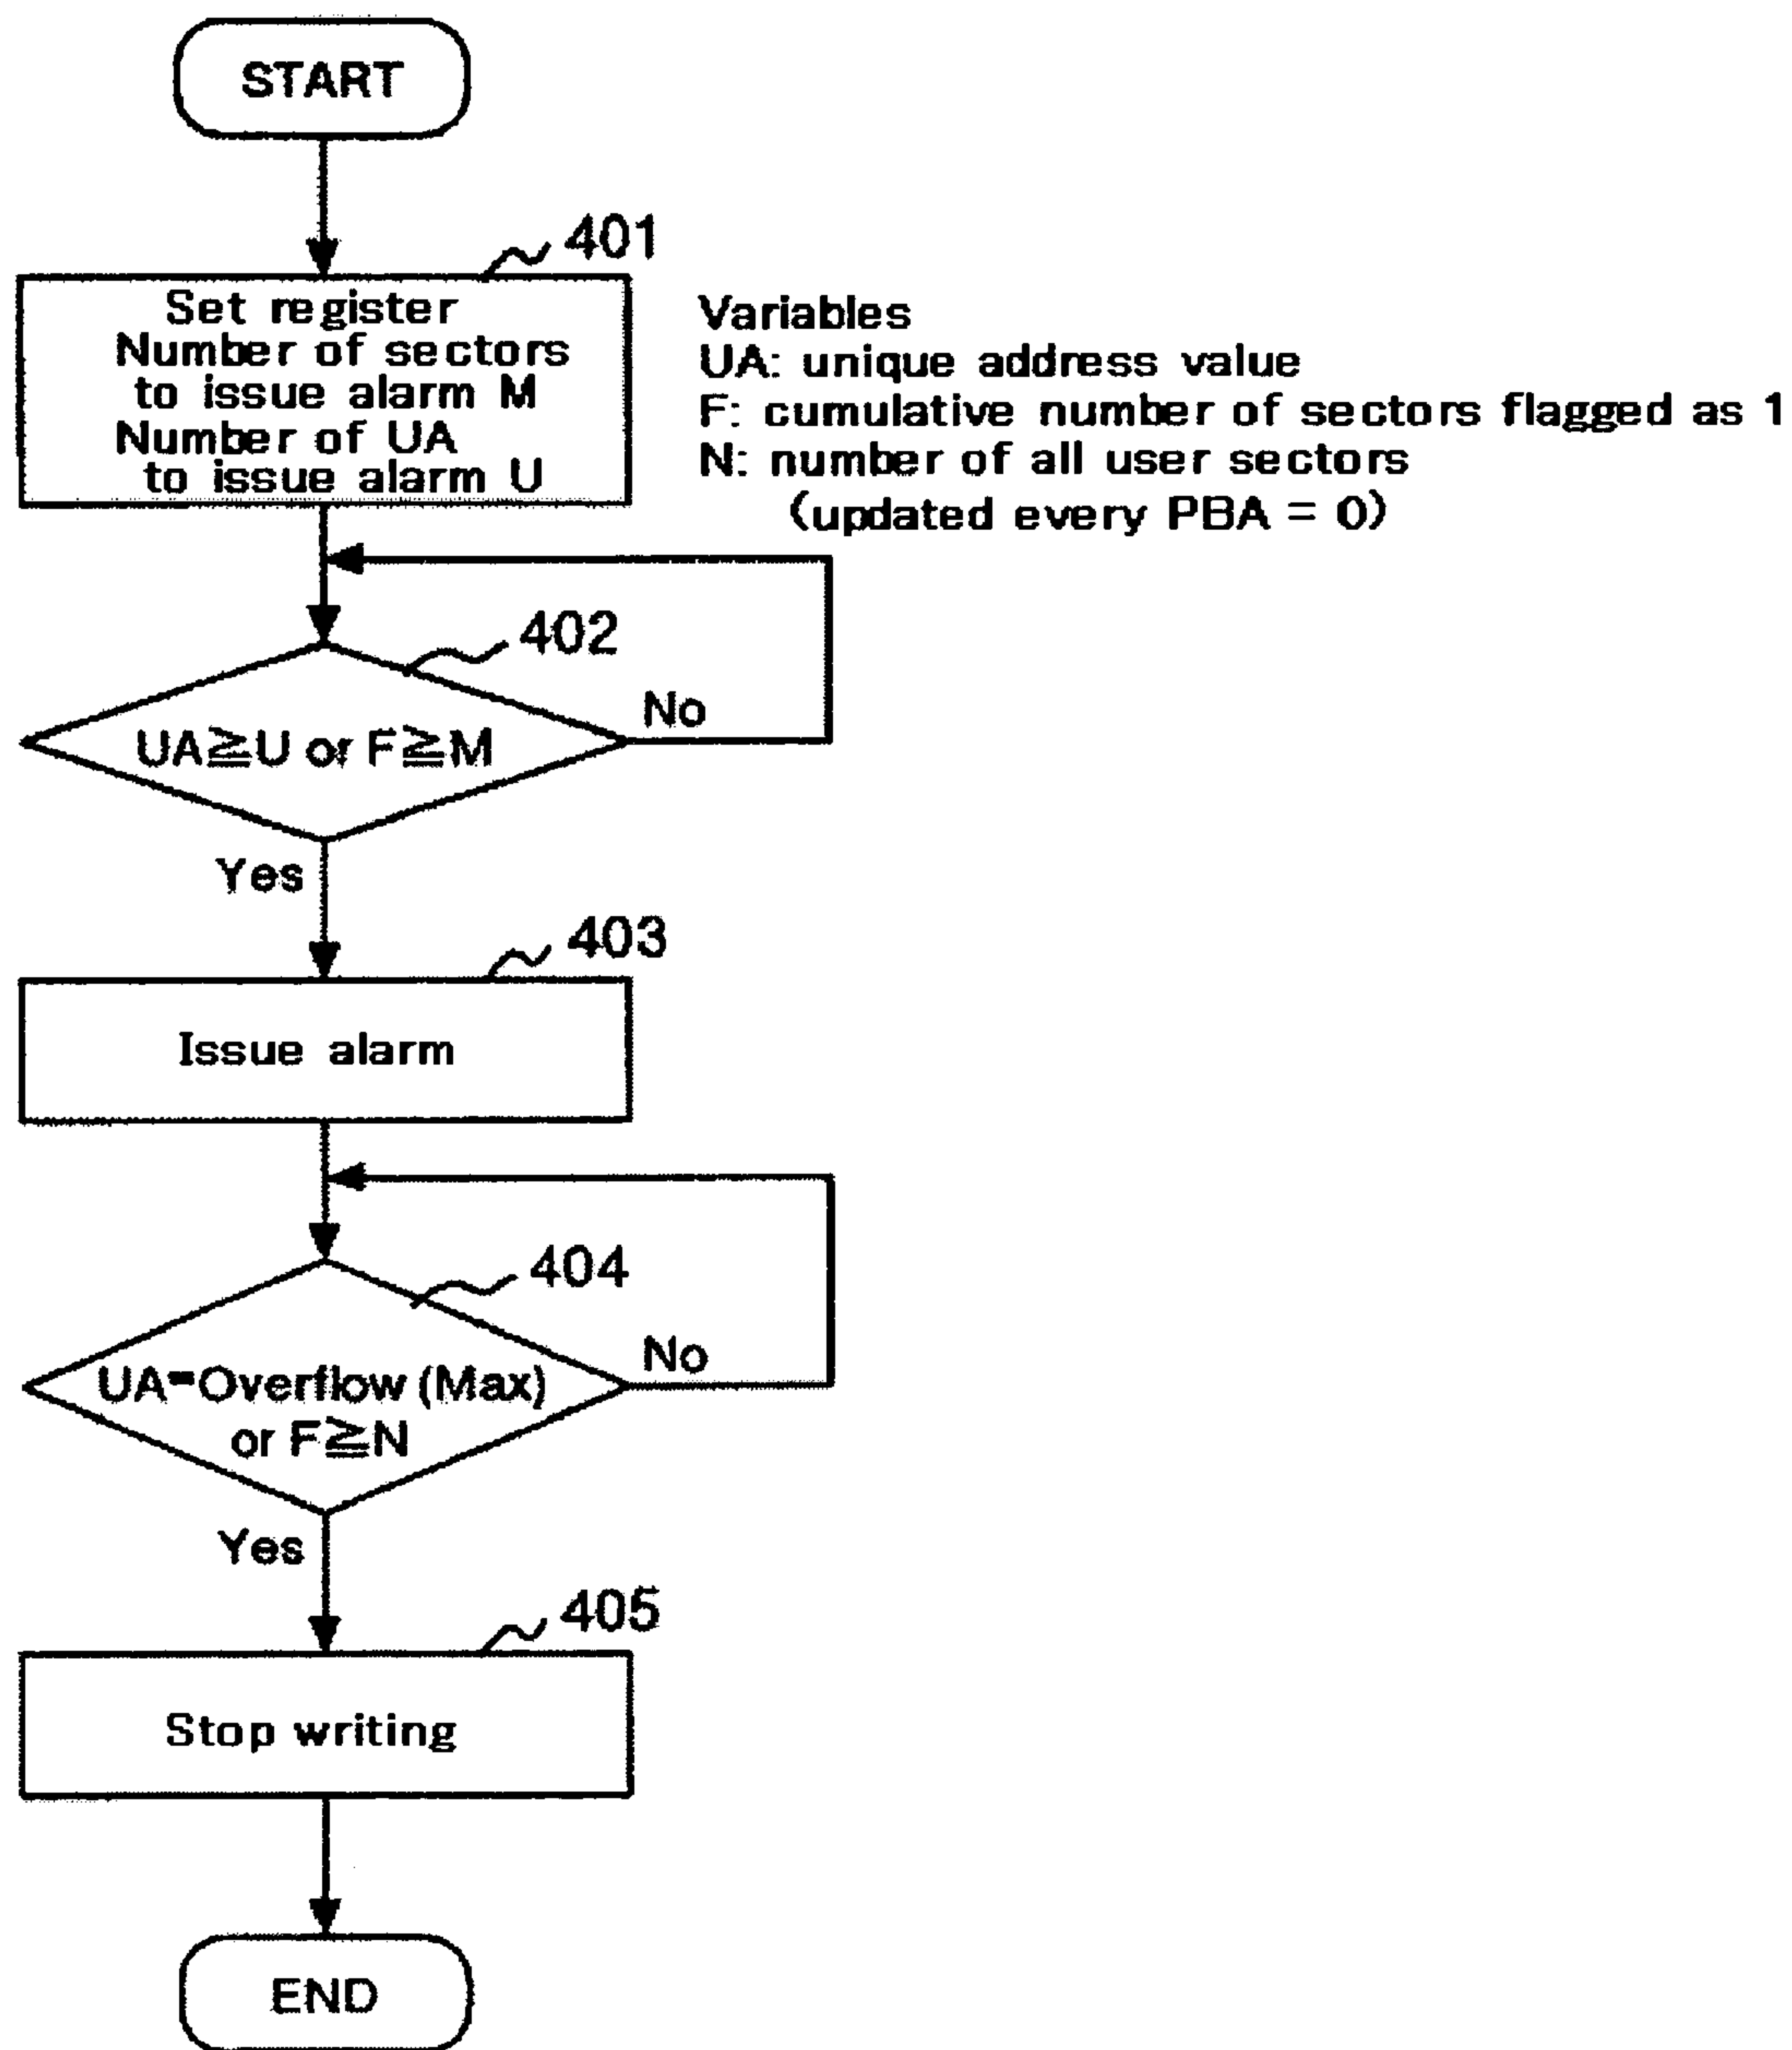 START
401
Set register
Number of sectors
to issue alarm M
Number of UA
to issue alarm U
Variables
UA: unique address value
F: cumulative number of sectors flagged as 1
N: number of all user sectors
(updated every PBA = 0)
402
UA≧U or F≧M
No
Yes
403
Issue alarm
404
UA=Overflow (Max)
or F≧N
No
Yes
405
Stop writing
END